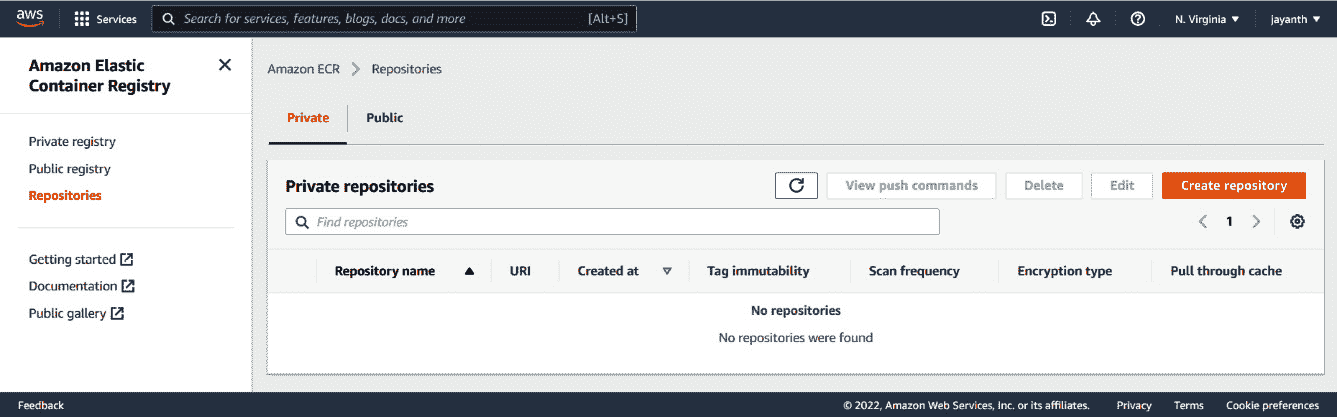 aws Services Search for services, features, blogs, docs, and more [Alt+S] N. Virginia jayanth
Amazon Elastic
Container Registry
Private registry
Public registry
Repositories
Getting started
Documentation
Public gallery
Amazon ECR Repositories
Private Public
Private repositories View push commands Delete Edit Create repository
Find repositories 1
Repository name URI Created at Tag immutability Scan frequency Encryption type Pull through cache
No repositories
No repositories were found
Feedback © 2022, Amazon Web Services, Inc. or its affiliates. Privacy Terms Cookie preferences